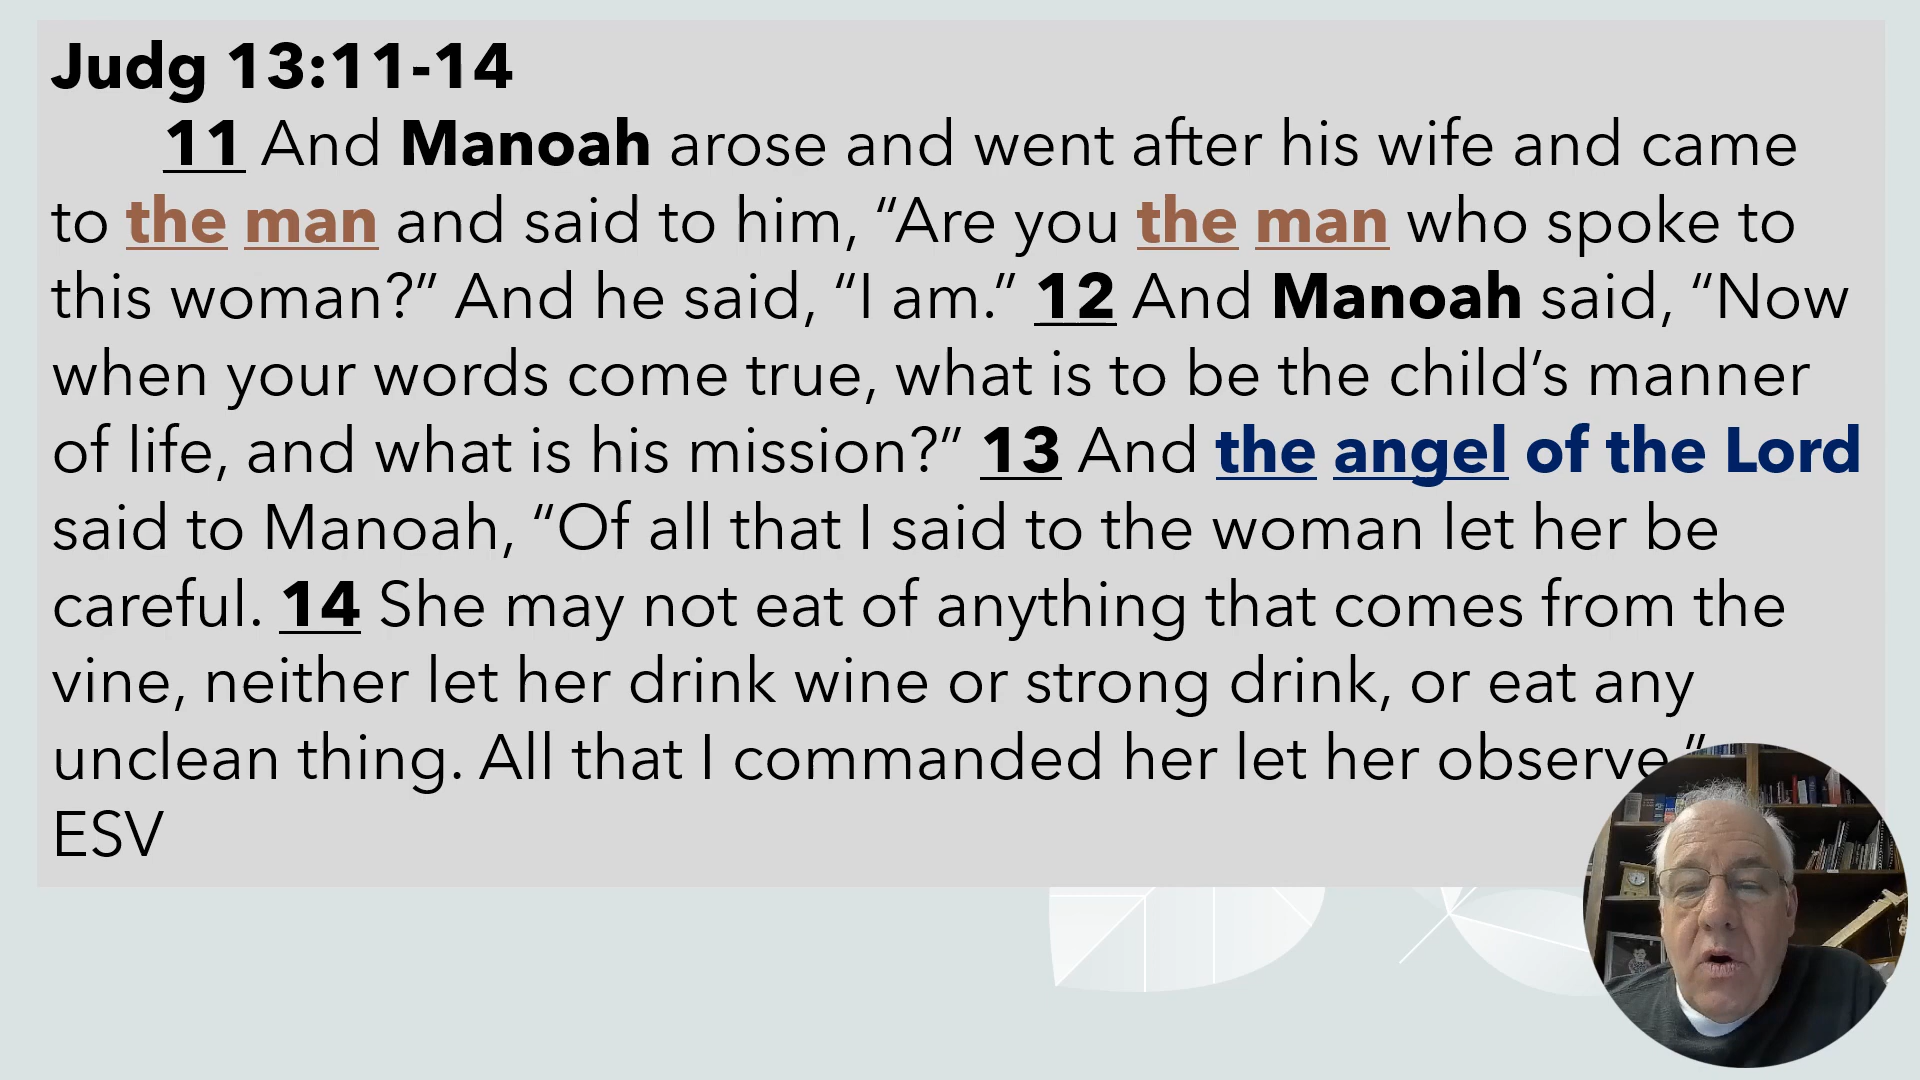 Judg 13:11-14
11 And Manoah arose and went after his wife and came
to the man and said to him, “Are you the man who spoke to
this woman?” And he said, “I am.” 12 And Manoah said, “Now
when your words come true, what is to be the child’s manner
of life, and what is his mission?” 13 And the angel of the Lord
said to Manoah, “Of all that I said to the woman let her be
careful. 14 She may not eat of anything that comes from the
vine, neither let her drink wine or strong drink, or eat any
unclean thing. All that I commanded her let her observe.”
ESV